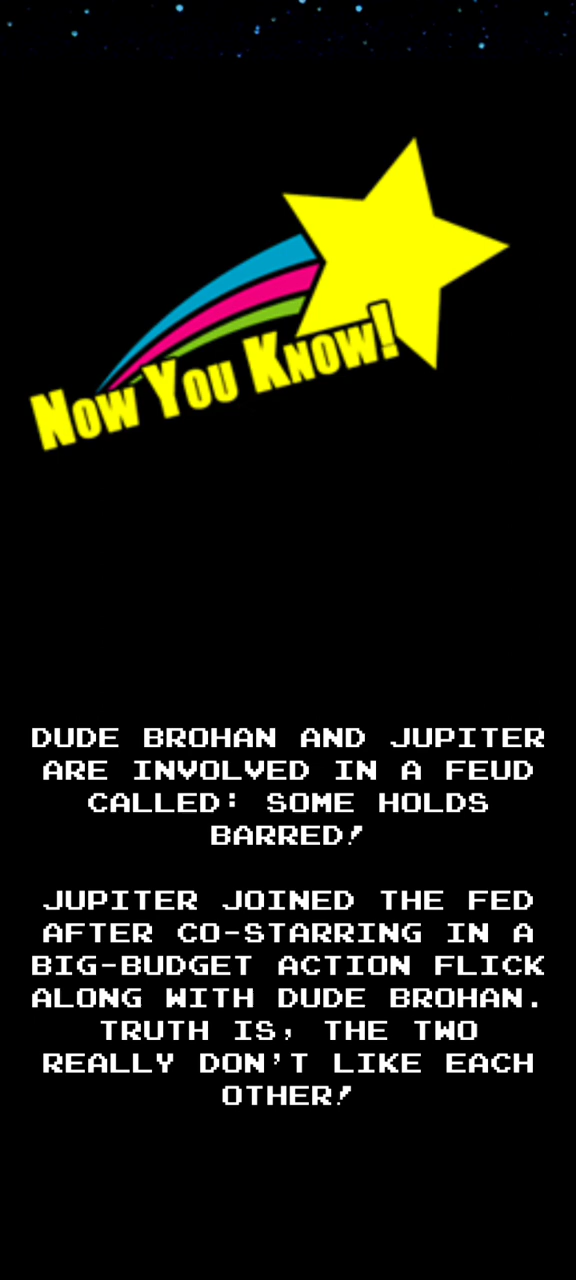 Now You Know!
DUDE BROHAN AND JUPITER
ARE INVOLVED IN A FEUD
CALLED: SOME HOLDS
BARRED!
JUPITER JOINED THE FED
AFTER CO-STARRING IN A
BIG-BUDGET ACTION FLICK
ALONG WITH DUDE BROHAN.
TRUTH IS, THE TWO
REALLY DON'T LIKE EACH
OTHER!